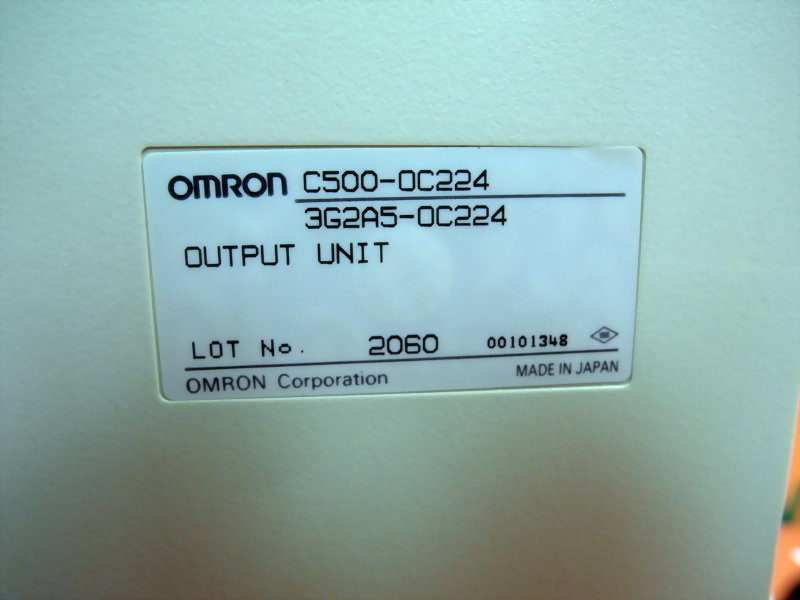 OMRON C500-OC224
3G2A5-OC224
OUTPUT UNIT
LOT No. 2060 00101348
OMRON Corporation MADE IN JAPAN